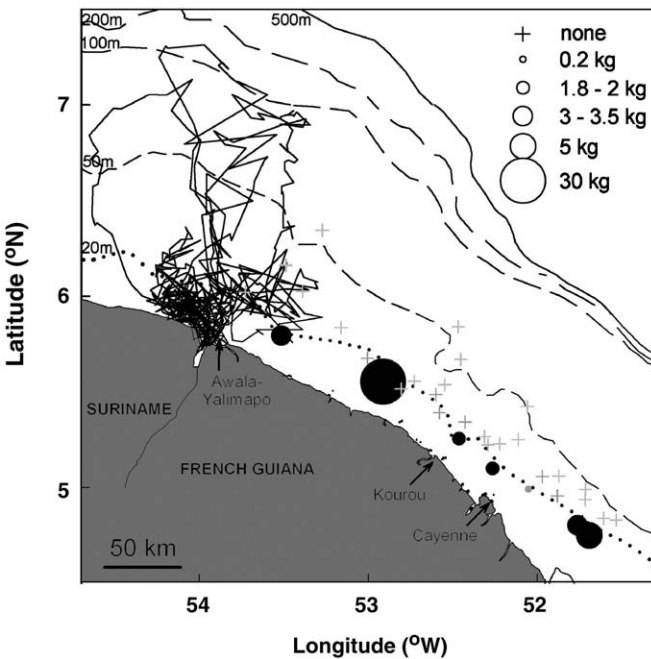 200m
500m
100m
none
0.2 kg
1.8 - 2 kg
3 - 3.5 kg
5 kg
30 kg
7
50m
20m
6
5
Latitude (°N)
Awala-
Yalimapo
SURINAME
FRENCH GUIANA
Kourou
Cayenne
50 km
54
53
52
Longitude (°W)